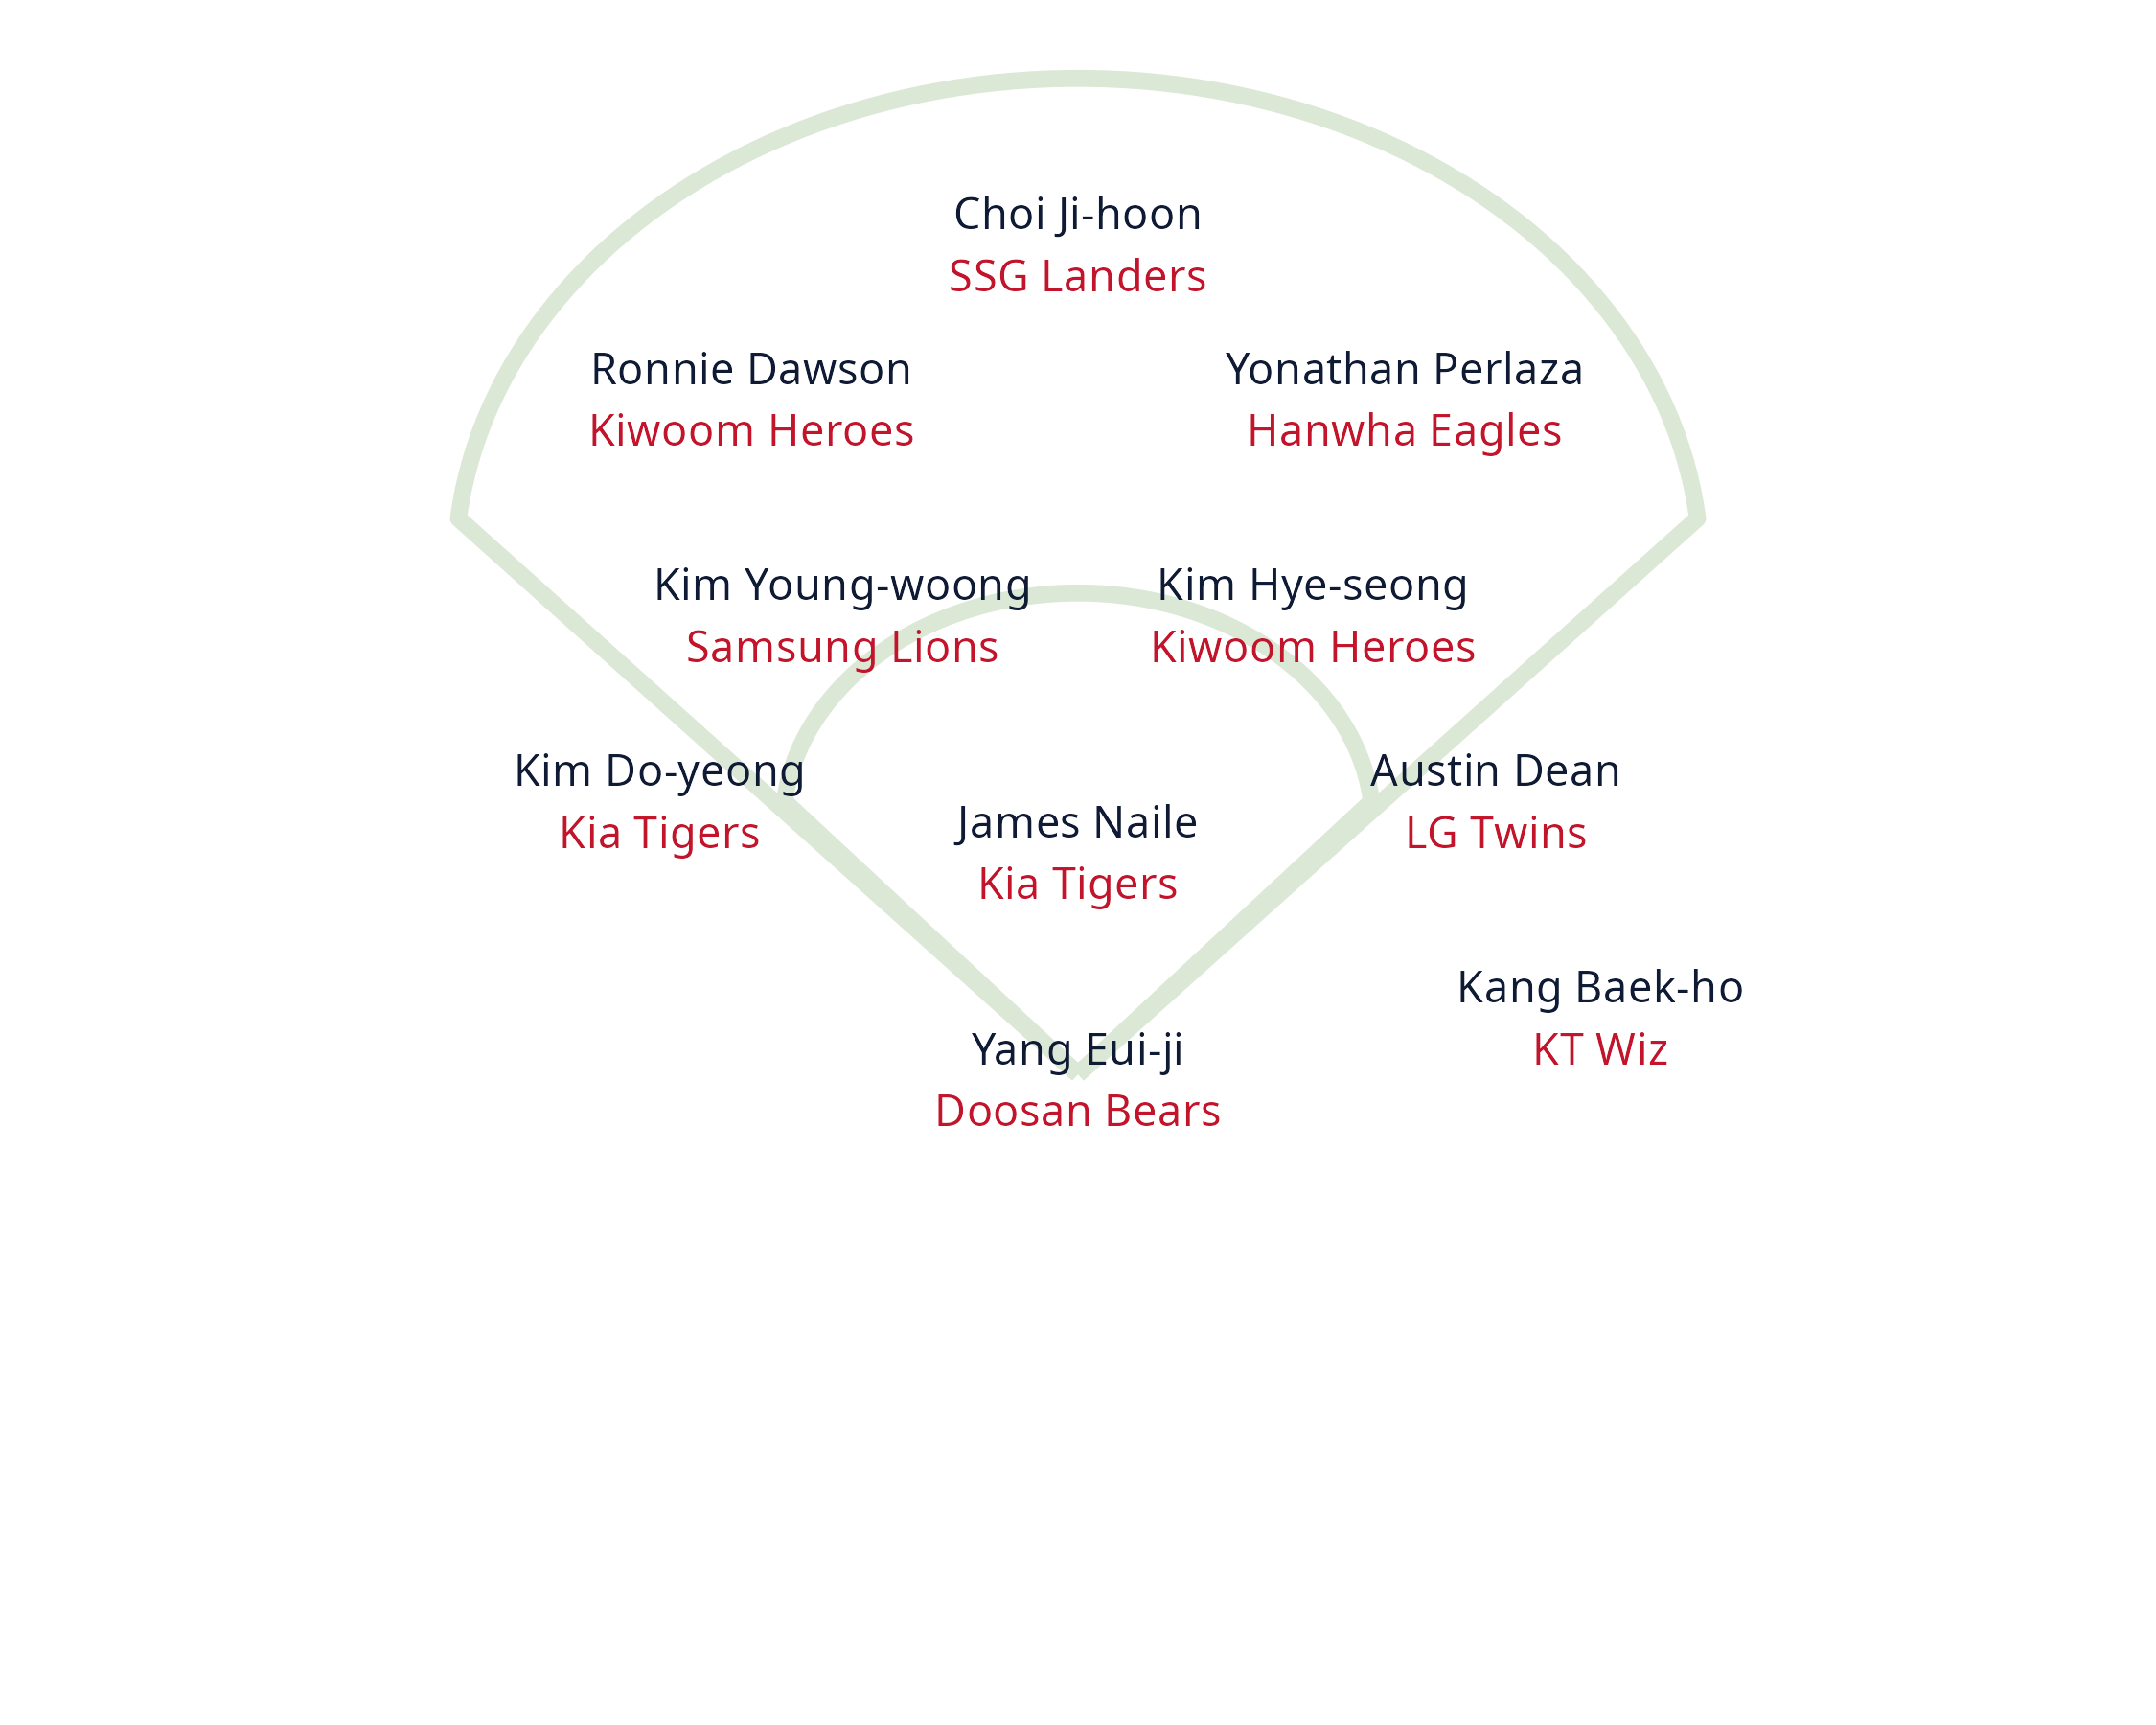 Choi Ji-hoon
SSG Landers
Ronnie Dawson
Kiwoom Heroes
Yonathan Perlaza
Hanwha Eagles
Kim Young-woong
Samsung Lions
Kim Hye-seong
Kiwoom Heroes
Kim Do-yeong
Kia Tigers
James Naile
Kia Tigers
Austin Dean
LG Twins
Kang Baek-ho
KT Wiz
Yang Eui-ji
Doosan Bears